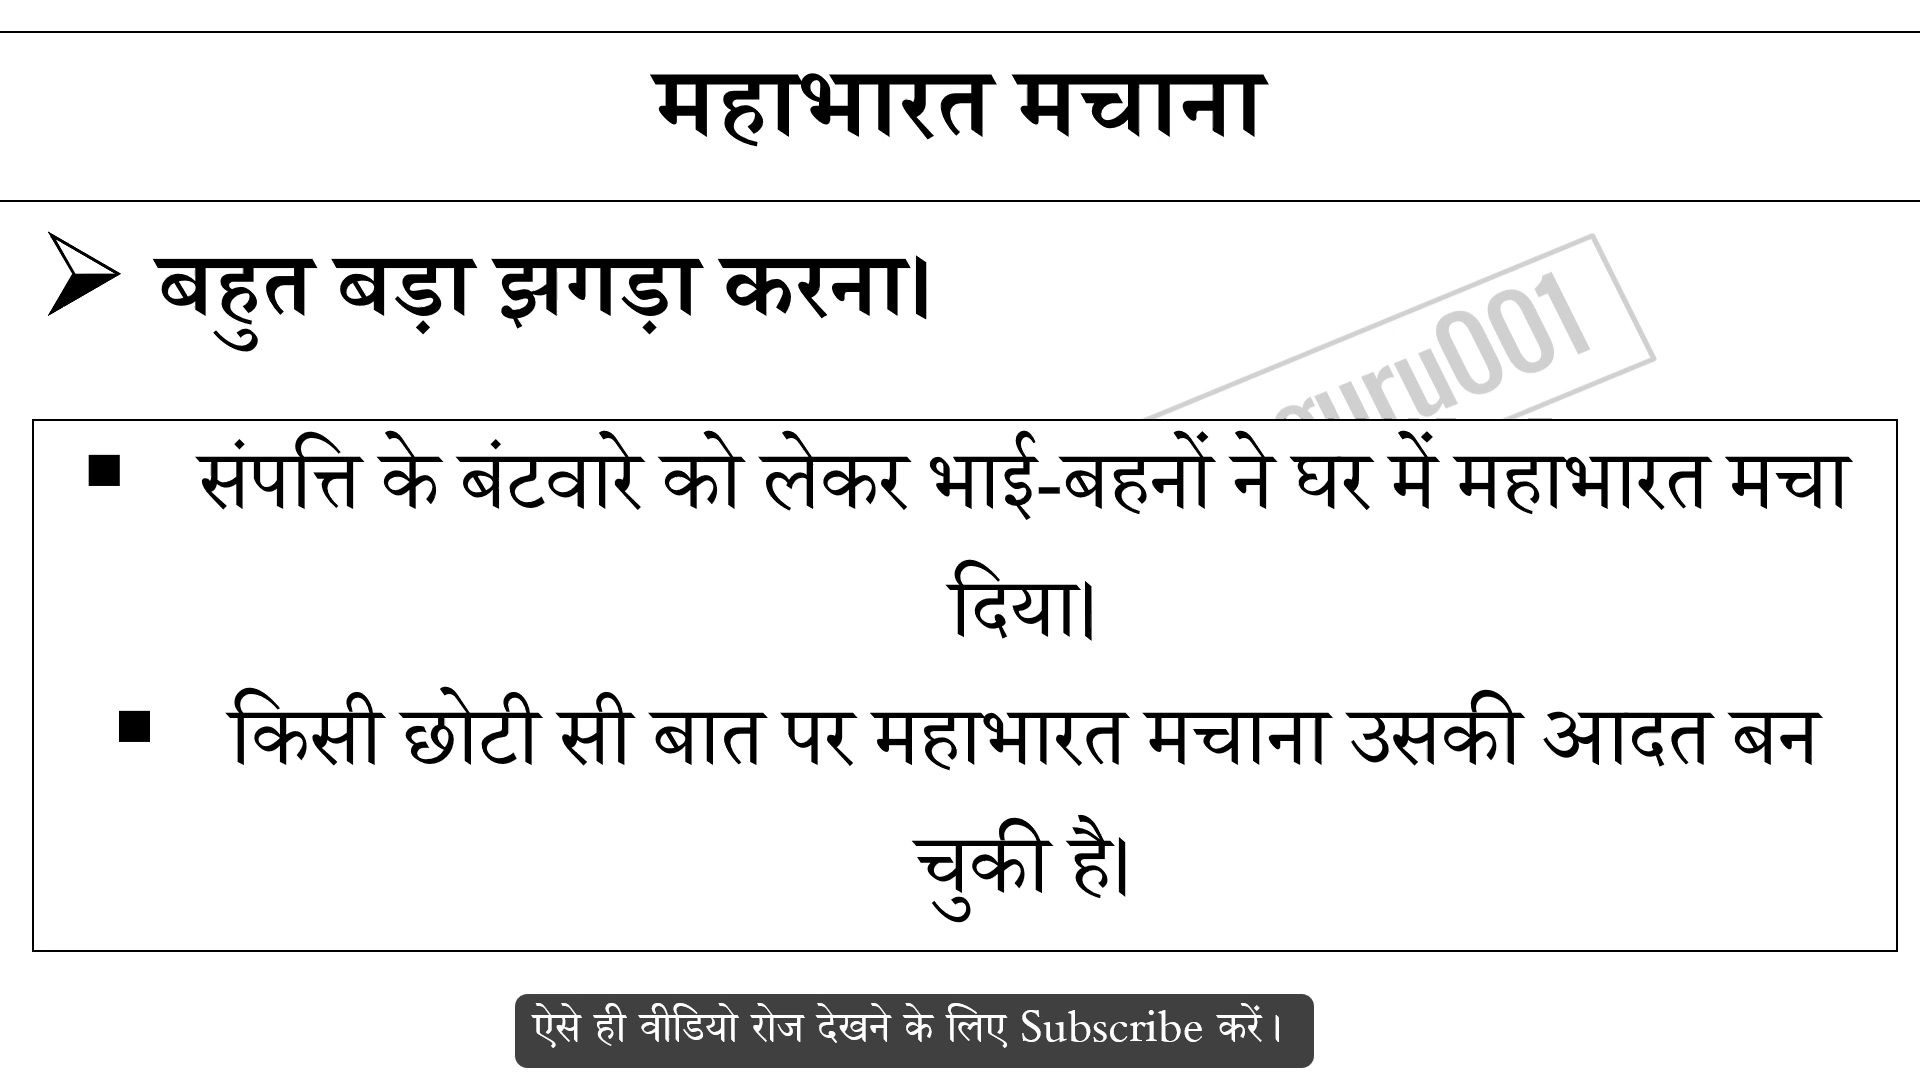 महाभारत मचाना
बहुत बड़ा झगड़ा करना।
guru001
संपत्ति के बंटवारे को लेकर भाई-बहनों ने घर में महाभारत मचा
दिया।
किसी छोटी सी बात पर महाभारत मचाना उसकी आदत बन
चुकी है।
ऐसे ही वीडियो रोज देखने के लिए Subscribe करें।